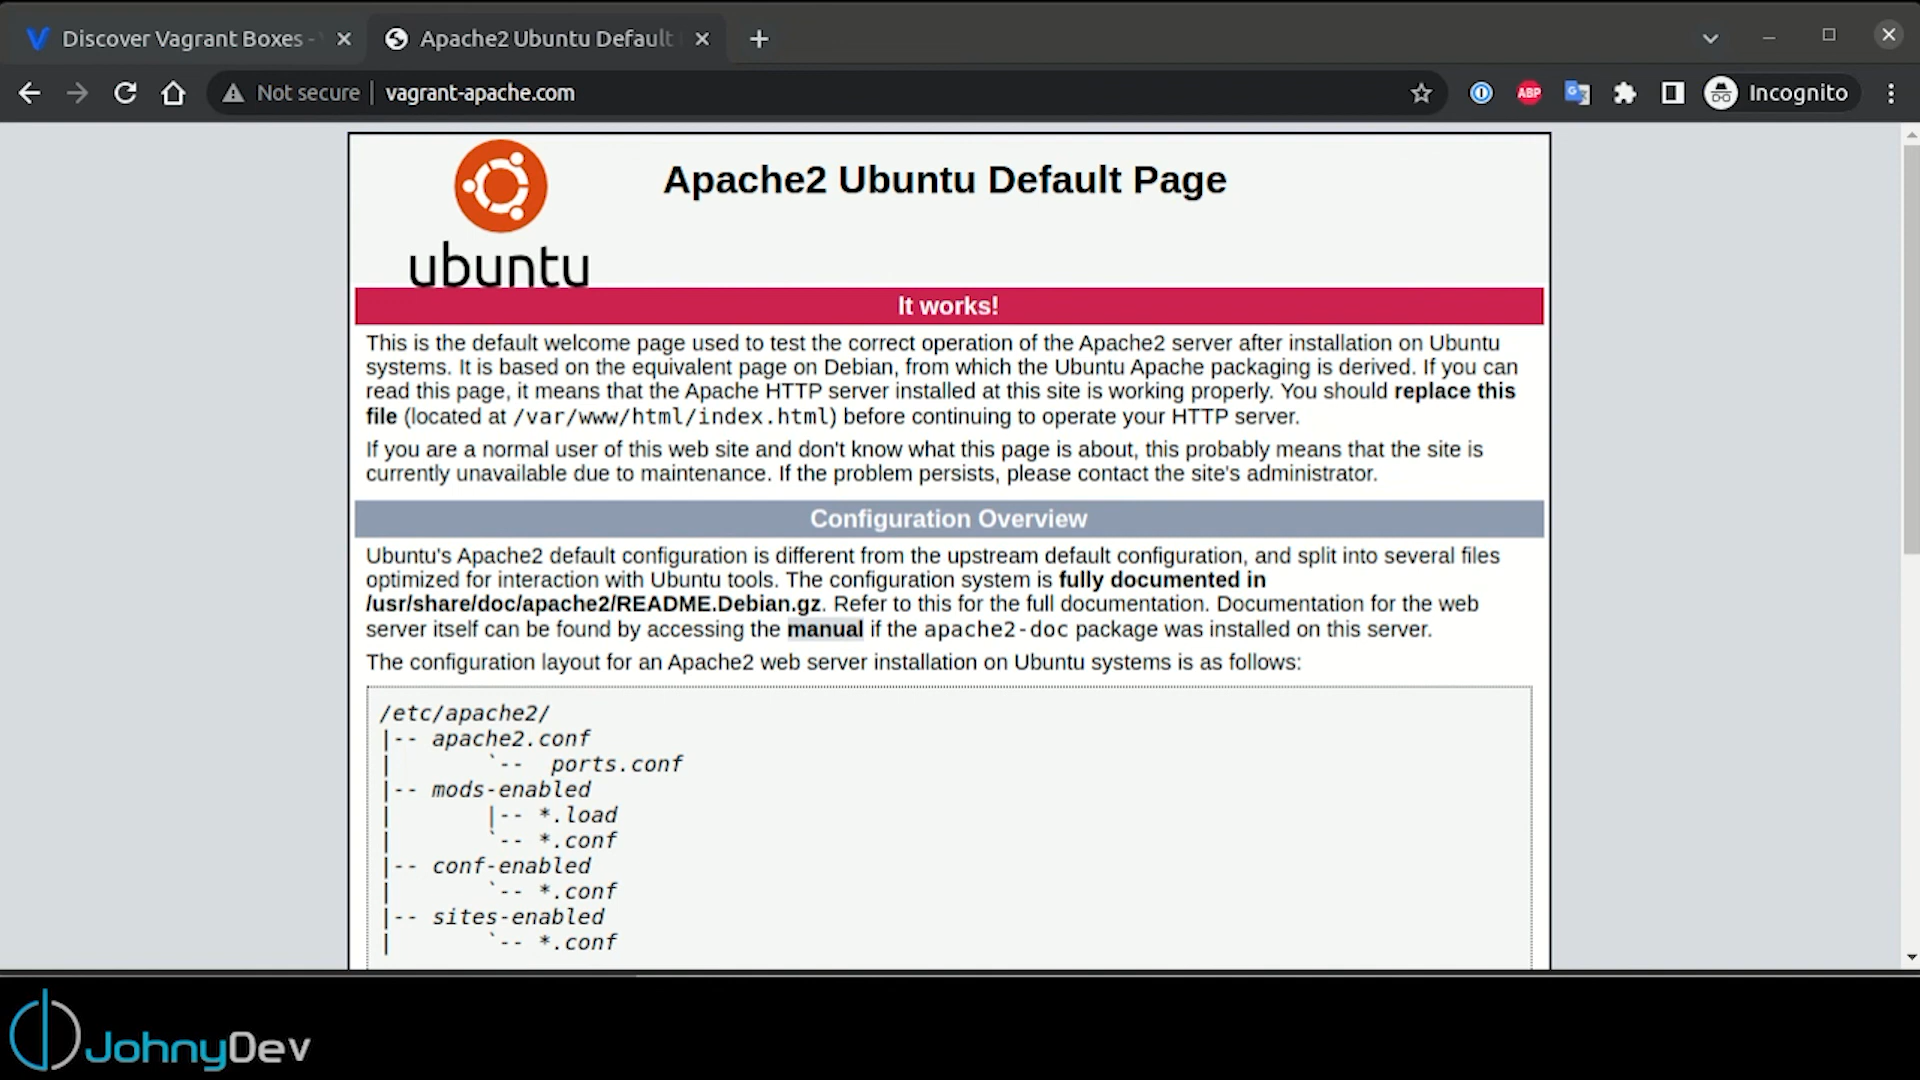 Discover Vagrant Boxes -
Apache2 Ubuntu Default
Not secure
vagrant-apache.com
ABP
Incognito
ubuntu
Apache2 Ubuntu Default Page
It works!
This is the default welcome page used to test the correct operation of the Apache2 server after installation on Ubuntu
systems. It is based on the equivalent page on Debian, from which the Ubuntu Apache packaging is derived. If you can
read this page, it means that the Apache HTTP server installed at this site is working properly. You should replace this
file (located at /var/www/html/index.html) before continuing to operate your HTTP server.
If you are a normal user of this web site and don't know what this page is about, this probably means that the site is
currently unavailable due to maintenance. If the problem persists, please contact the site's administrator.
Configuration Overview
Ubuntu's Apache2 default configuration is different from the upstream default configuration, and split into several files
optimized for interaction with Ubuntu tools. The configuration system is fully documented in
/usr/share/doc/apache2/README.Debian.gz. Refer to this for the full documentation. Documentation for the web
server itself can be found by accessing the manual if the apache2-doc package was installed on this server.
The configuration layout for an Apache2 web server installation on Ubuntu systems is as follows:
/etc/apache2/
|-- apache2.conf
|       `--  ports.conf
|-- mods-enabled
|       |-- *.load
|       `-- *.conf
|-- conf-enabled
|       `-- *.conf
|-- sites-enabled
|       `-- *.conf
JohnyDev